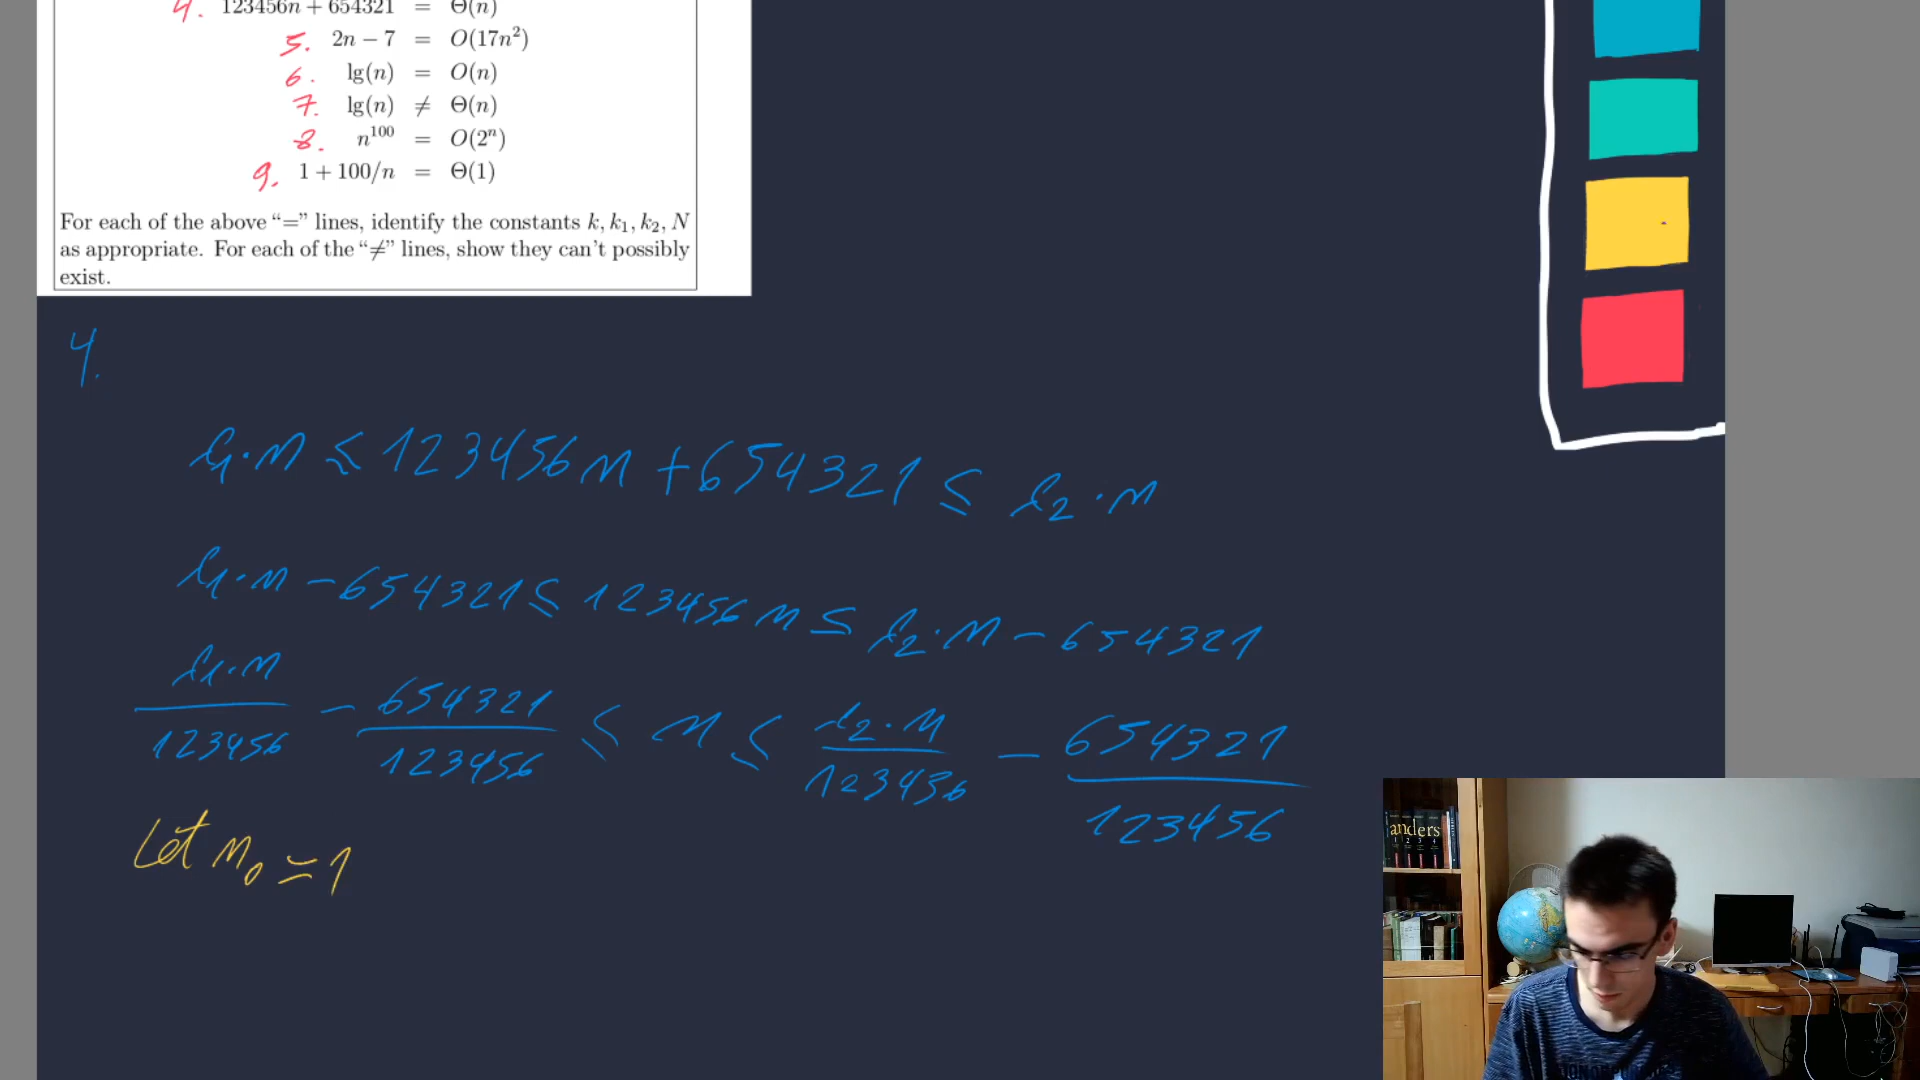 4. 123456n + 654321 = Θ(n)
5. 2n − 7 = O(17n²)
6. lg(n) = O(n)
7. lg(n) ≠ Θ(n)
8. n¹⁰⁰ = O(2ⁿ)
9. 1 + 100/n = Θ(1)
For each of the above “=” lines, identify the constants k, k₁, k₂, N
as appropriate. For each of the “≠” lines, show they can’t possibly
exist.
4.
k₁·n ≤ 123456n + 654321 ≤ k₂·n
k₁·n − 654321 ≤ 123456n ≤ k₂·n − 654321
k₁·n/123456 − 654321/123456 ≤ n ≤ k₂·n/123456 − 654321/123456
Let n₀ = 1
anders